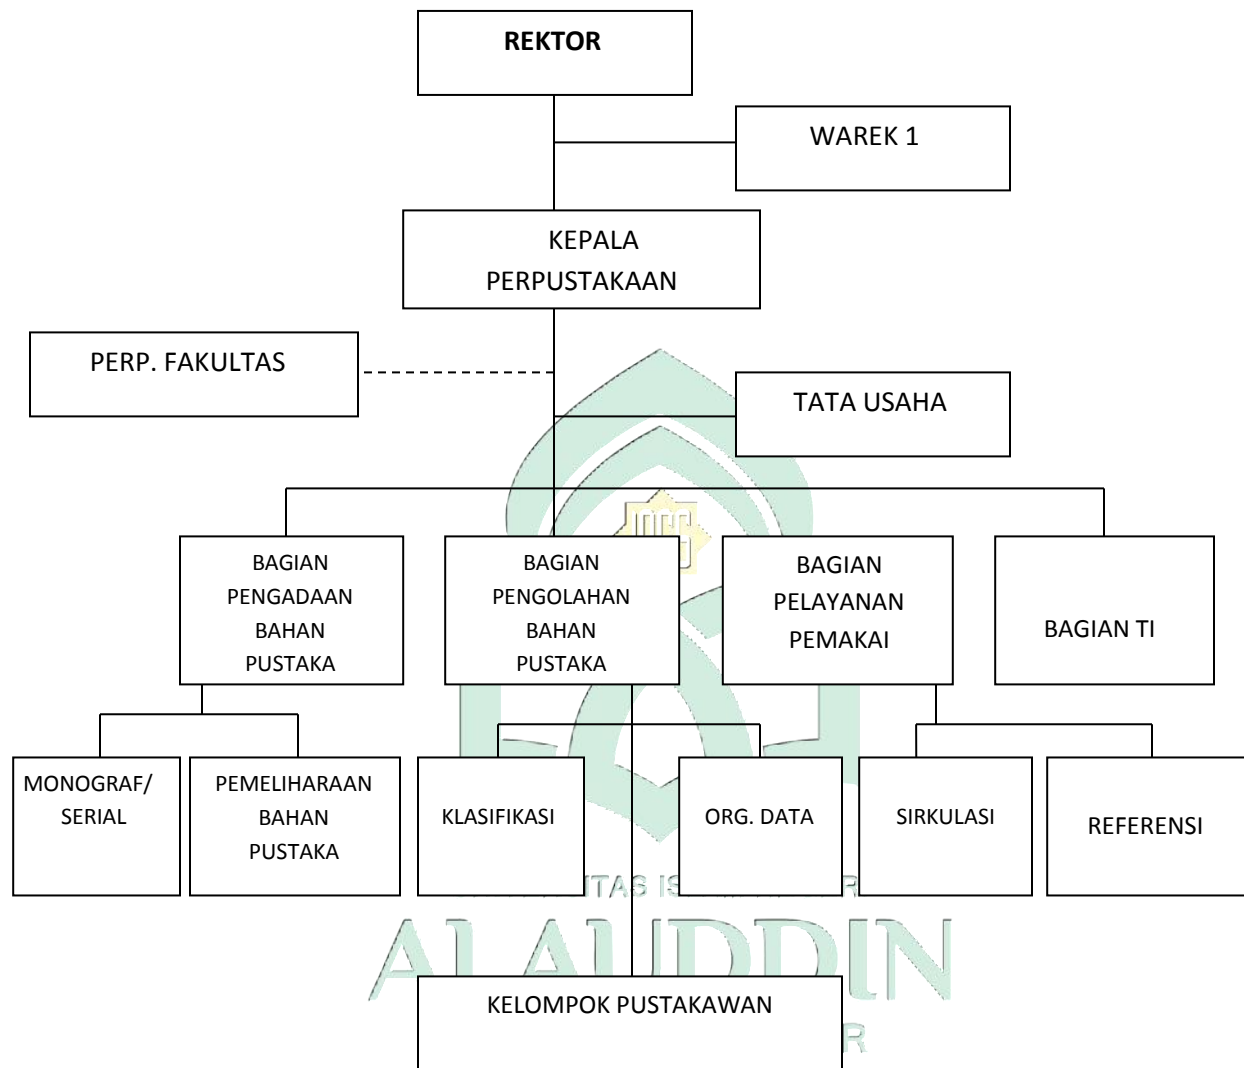 REKTOR
WAREK 1
KEPALA
PERPUSTAKAAN
PERP. FAKULTAS
TATA USAHA
BAGIAN
PENGADAAN
BAHAN
PUSTAKA
BAGIAN
PENGOLAHAN
BAHAN
PUSTAKA
BAGIAN
PELAYANAN
PEMAKAI
BAGIAN TI
MONOGRAF/
SERIAL
PEMELIHARAAN
BAHAN
PUSTAKA
KLASIFIKASI
ORG. DATA
SIRKULASI
REFERENSI
ALAUDDIN
KELOMPOK PUSTAKAWAN